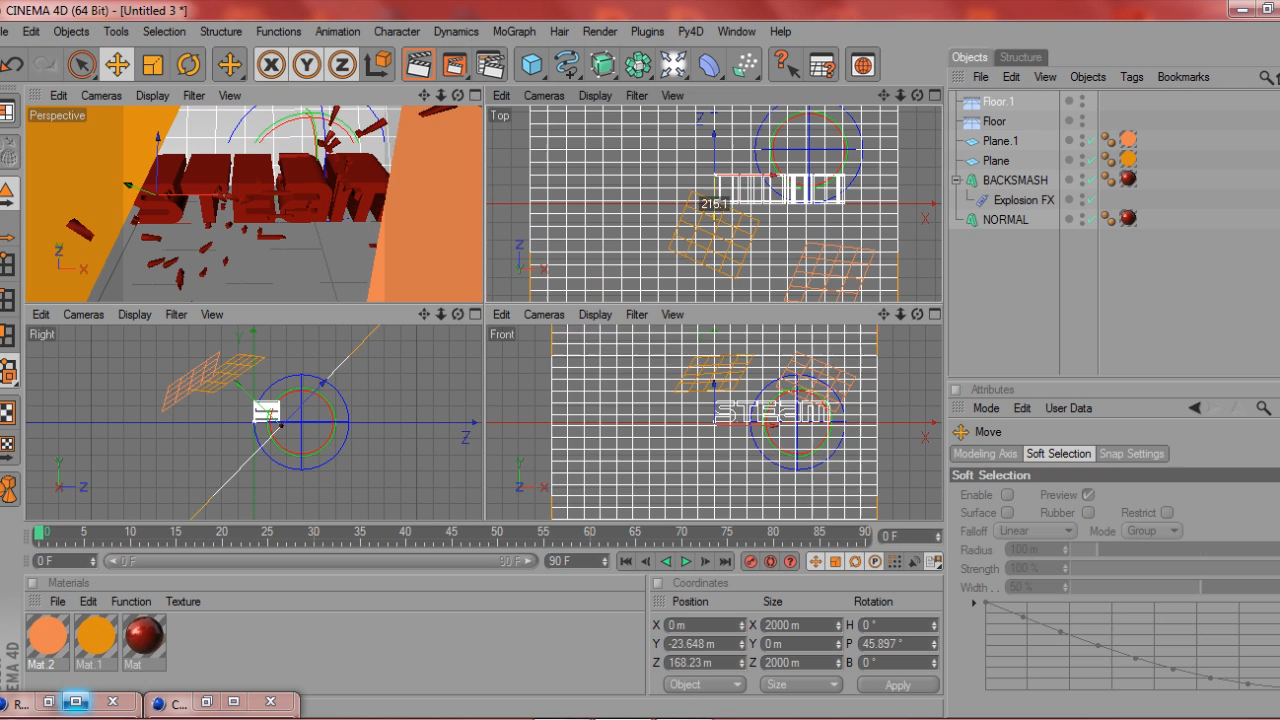 CINEMA 4D (64 Bit) - [Untitled 3 *]
Edit Objects Tools Selection Structure Functions Animation Character Dynamics MoGraph Hair Render Plugins Py4D Window Help
Objects Structure
File Edit View Objects Tags Bookmarks
Edit Cameras Display Filter View
Edit Cameras Display Filter View
Perspective
Top
Floor.1
Floor
Plane.1
Plane
BACKSMASH
Explosion FX
NORMAL
STEAM
215.1
X
Z
X
Z
X
Edit Cameras Display Filter View
Edit Cameras Display Filter View
Right
Front
STEAM
Z
X
Y
X Z
Y
Z X
Attributes
Mode Edit User Data
Move
Modeling Axis Soft Selection Snap Settings
Soft Selection
Enable Preview
Surface Rubber Restrict
Falloff Linear Mode Group
Radius 100 m
Strength 100 %
Width . . 50 %
0 5 10 15 20 25 30 35 40 45 50 55 60 65 70 75 80 85 90 0 F
0 F 0 F 90 F 90 F
Materials
File Edit Function Texture
Mat.2 Mat.1 Mat
Coordinates
Position Size Rotation
X 0 m X 2000 m H 0 °
Y -23.648 m Y 0 m P 45.897 °
Z 168.23 m Z 2000 m B 0 °
Object Size Apply
R... C...